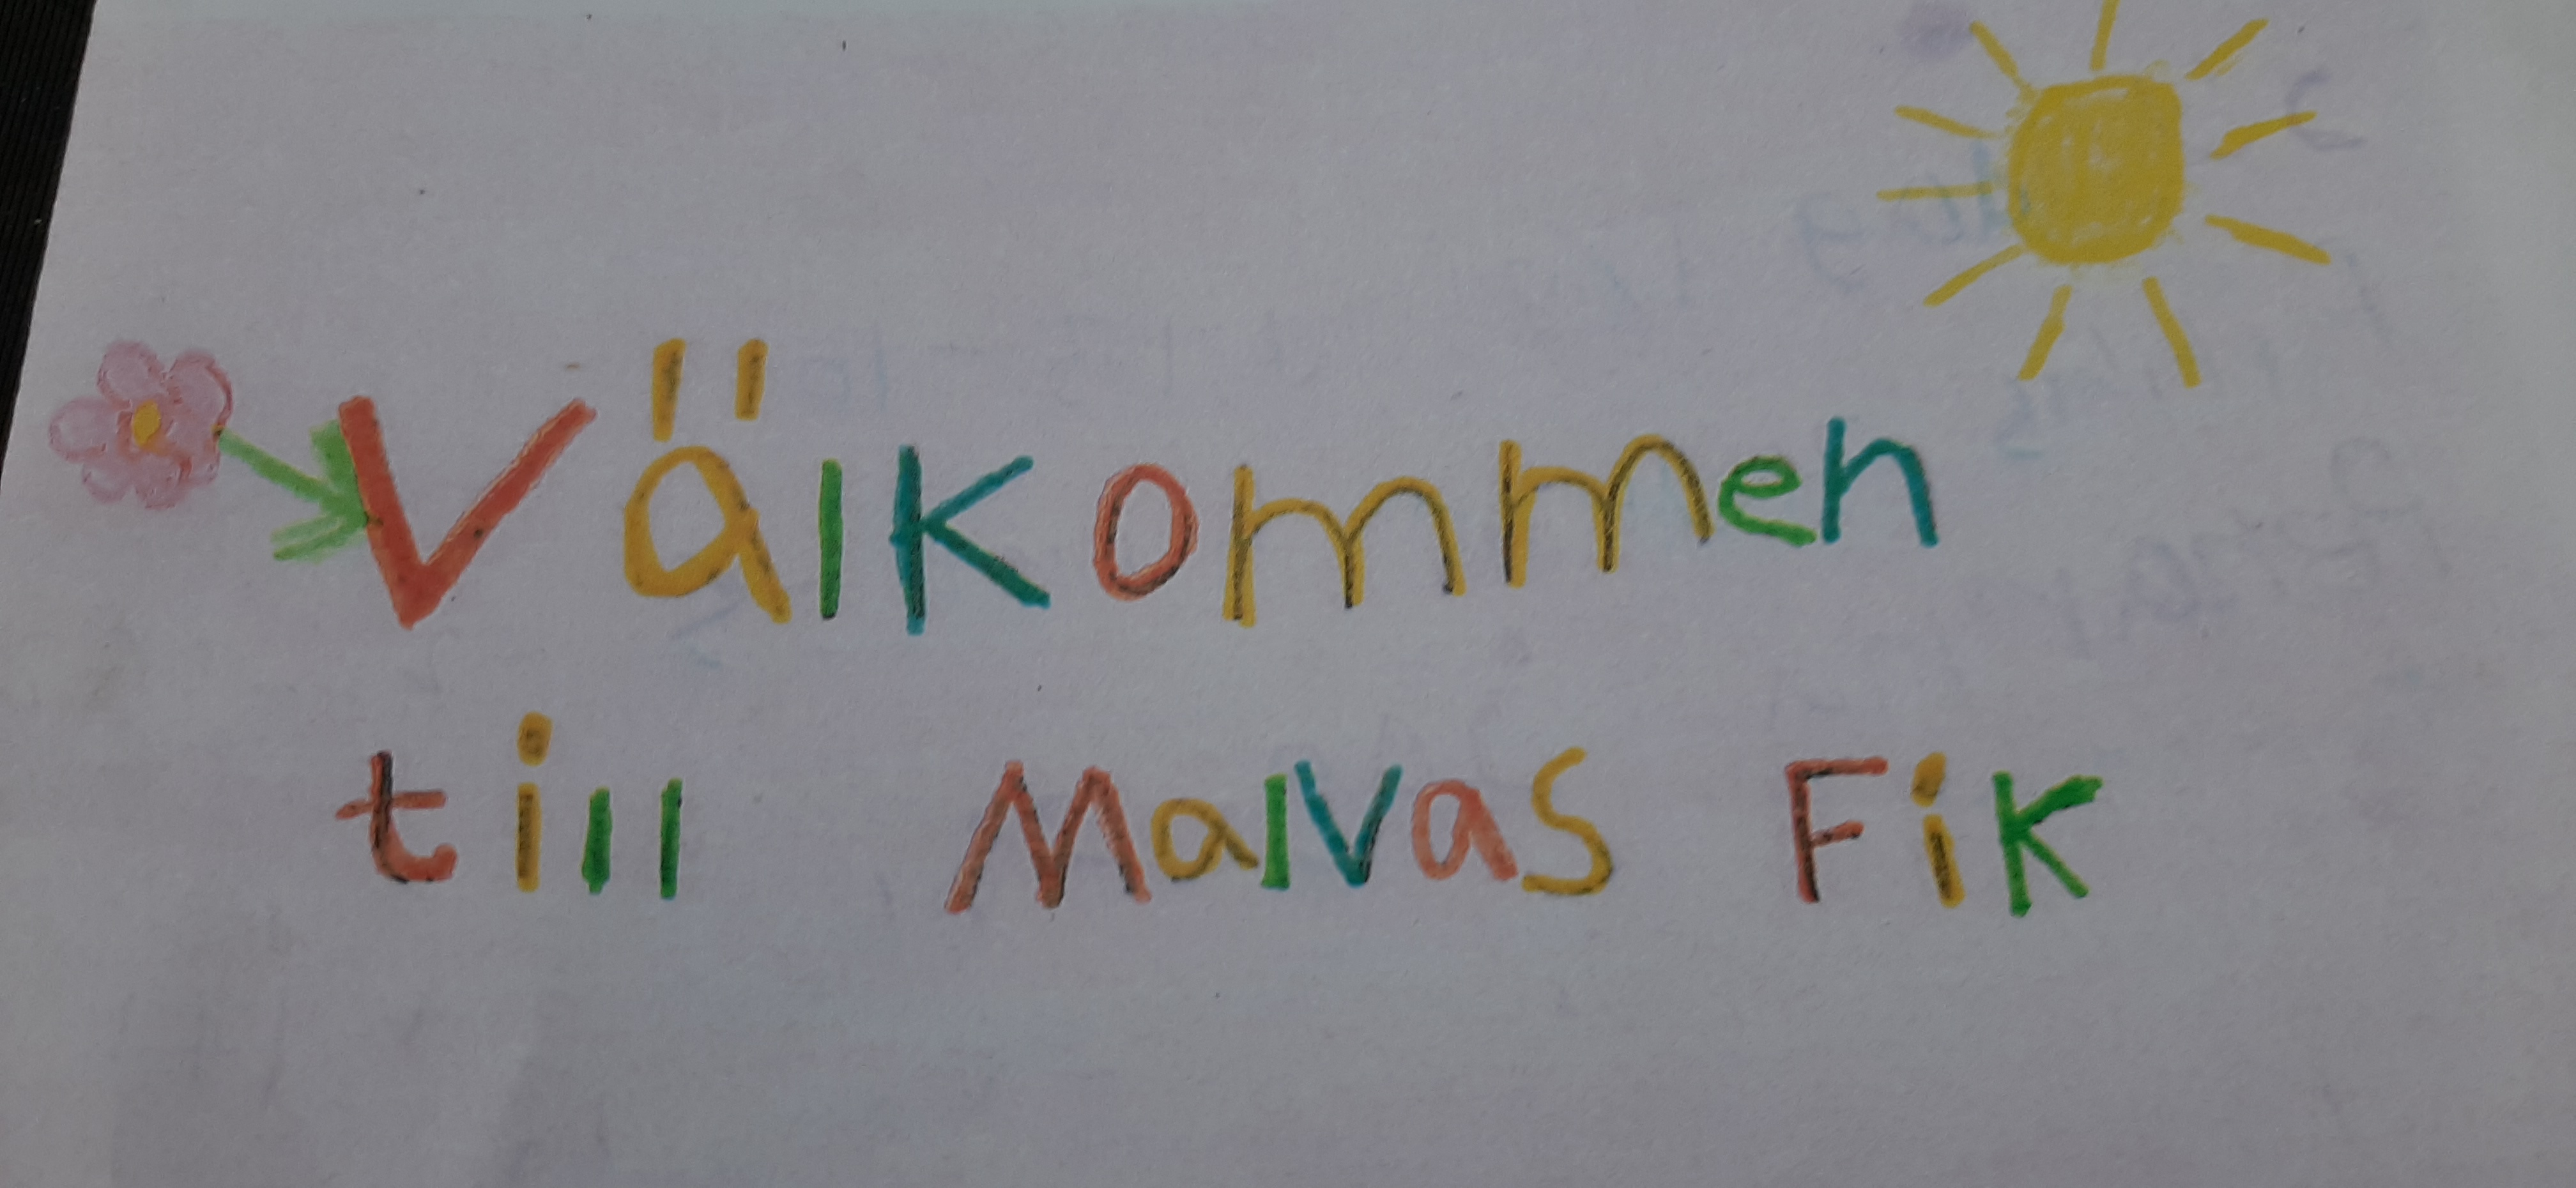 Välkommen
till Malvas Fik